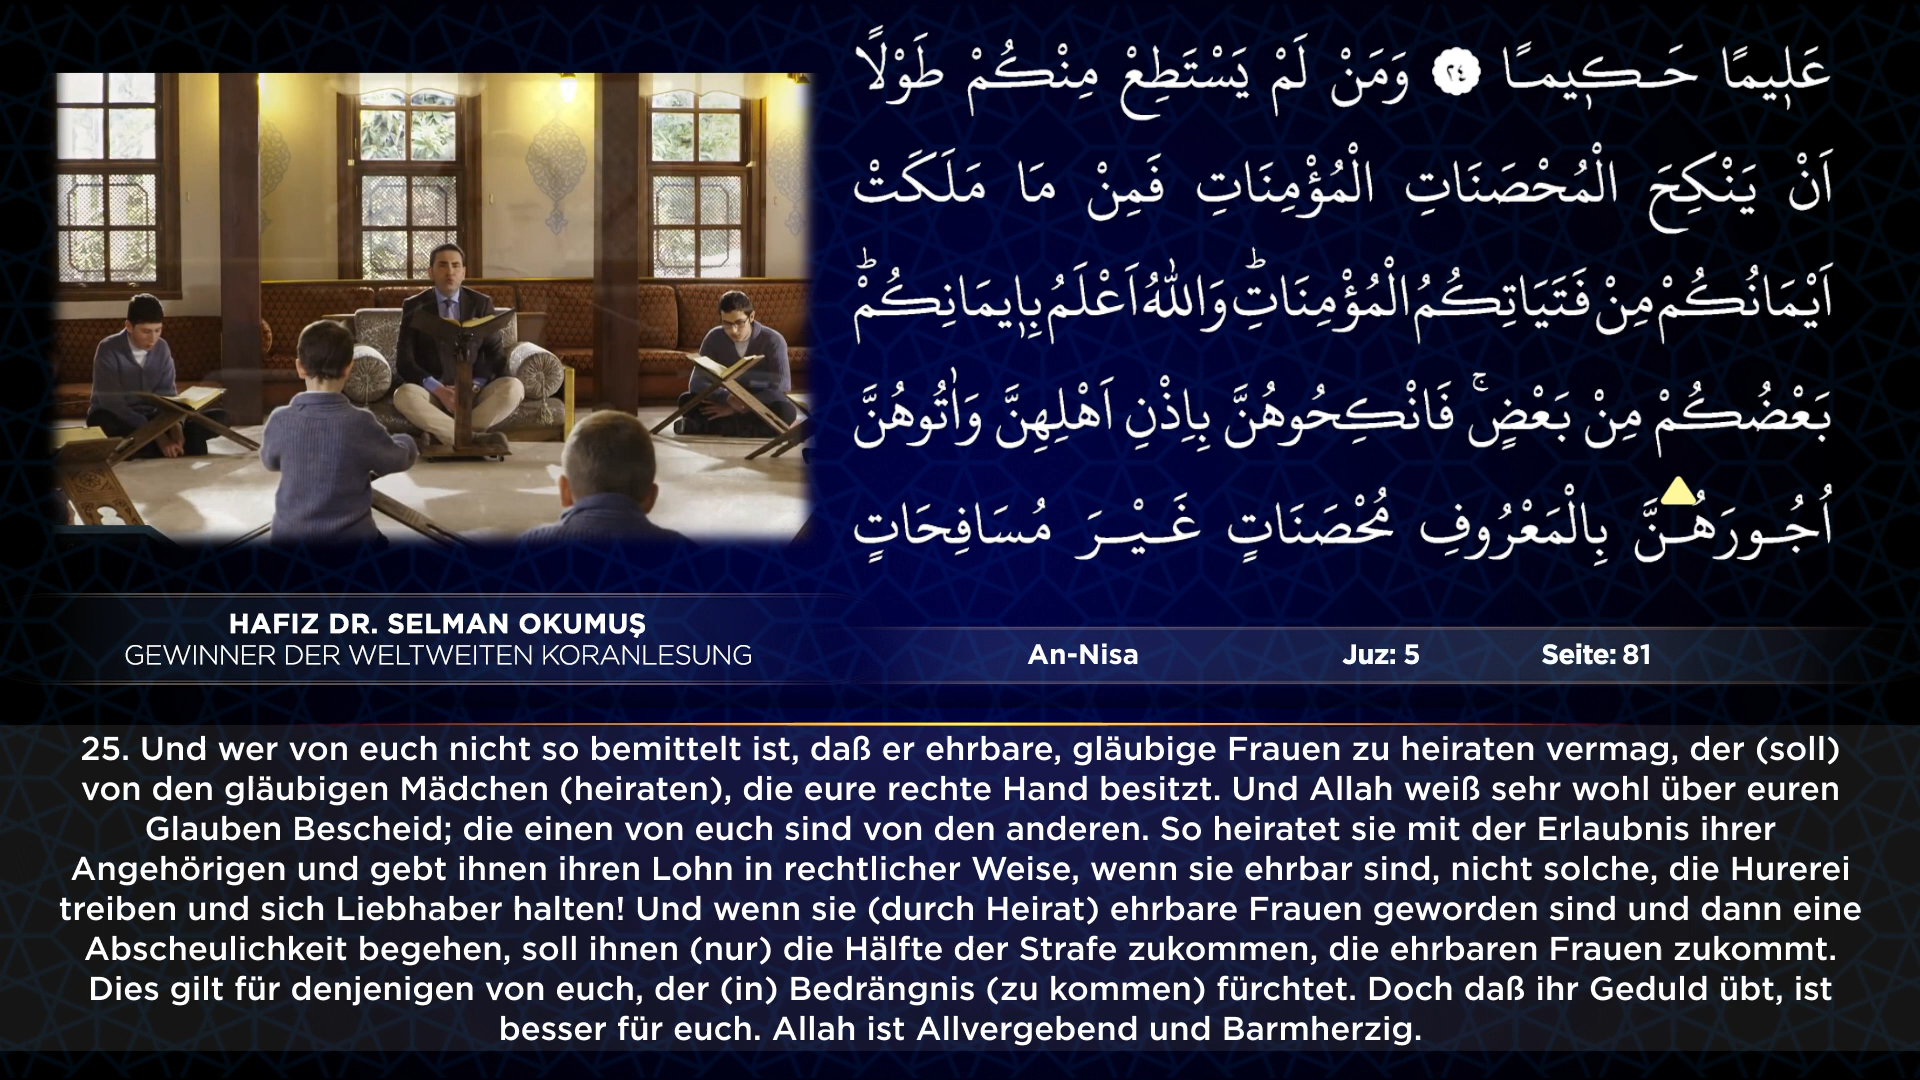 عَلٖيمًا حَكٖيمًا ﴿٢٤﴾ وَمَنْ لَمْ يَسْتَطِعْ مِنْكُمْ طَوْلًا
اَنْ يَنْكِحَ الْمُحْصَنَاتِ الْمُؤْمِنَاتِ فَمِنْ مَا مَلَكَتْ
اَيْمَانُكُمْ مِنْ فَتَيَاتِكُمُ الْمُؤْمِنَاتِؕ وَاللّٰهُ اَعْلَمُ بِاٖيمَانِكُمْؕ
بَعْضُكُمْ مِنْ بَعْضٍۚ فَانْكِحُوهُنَّ بِاِذْنِ اَهْلِهِنَّ وَاٰتُوهُنَّ
اُجُورَهُنَّ بِالْمَعْرُوفِ مُحْصَنَاتٍ غَيْرَ مُسَافِحَاتٍ
HAFIZ DR. SELMAN OKUMUŞ
GEWINNER DER WELTWEITEN KORANLESUNG
An-Nisa Juz: 5 Seite: 81
25. Und wer von euch nicht so bemittelt ist, daß er ehrbare, gläubige Frauen zu heiraten vermag, der (soll)
von den gläubigen Mädchen (heiraten), die eure rechte Hand besitzt. Und Allah weiß sehr wohl über euren
Glauben Bescheid; die einen von euch sind von den anderen. So heiratet sie mit der Erlaubnis ihrer
Angehörigen und gebt ihnen ihren Lohn in rechtlicher Weise, wenn sie ehrbar sind, nicht solche, die Hurerei
treiben und sich Liebhaber halten! Und wenn sie (durch Heirat) ehrbare Frauen geworden sind und dann eine
Abscheulichkeit begehen, soll ihnen (nur) die Hälfte der Strafe zukommen, die ehrbaren Frauen zukommt.
Dies gilt für denjenigen von euch, der (in) Bedrängnis (zu kommen) fürchtet. Doch daß ihr Geduld übt, ist
besser für euch. Allah ist Allvergebend und Barmherzig.